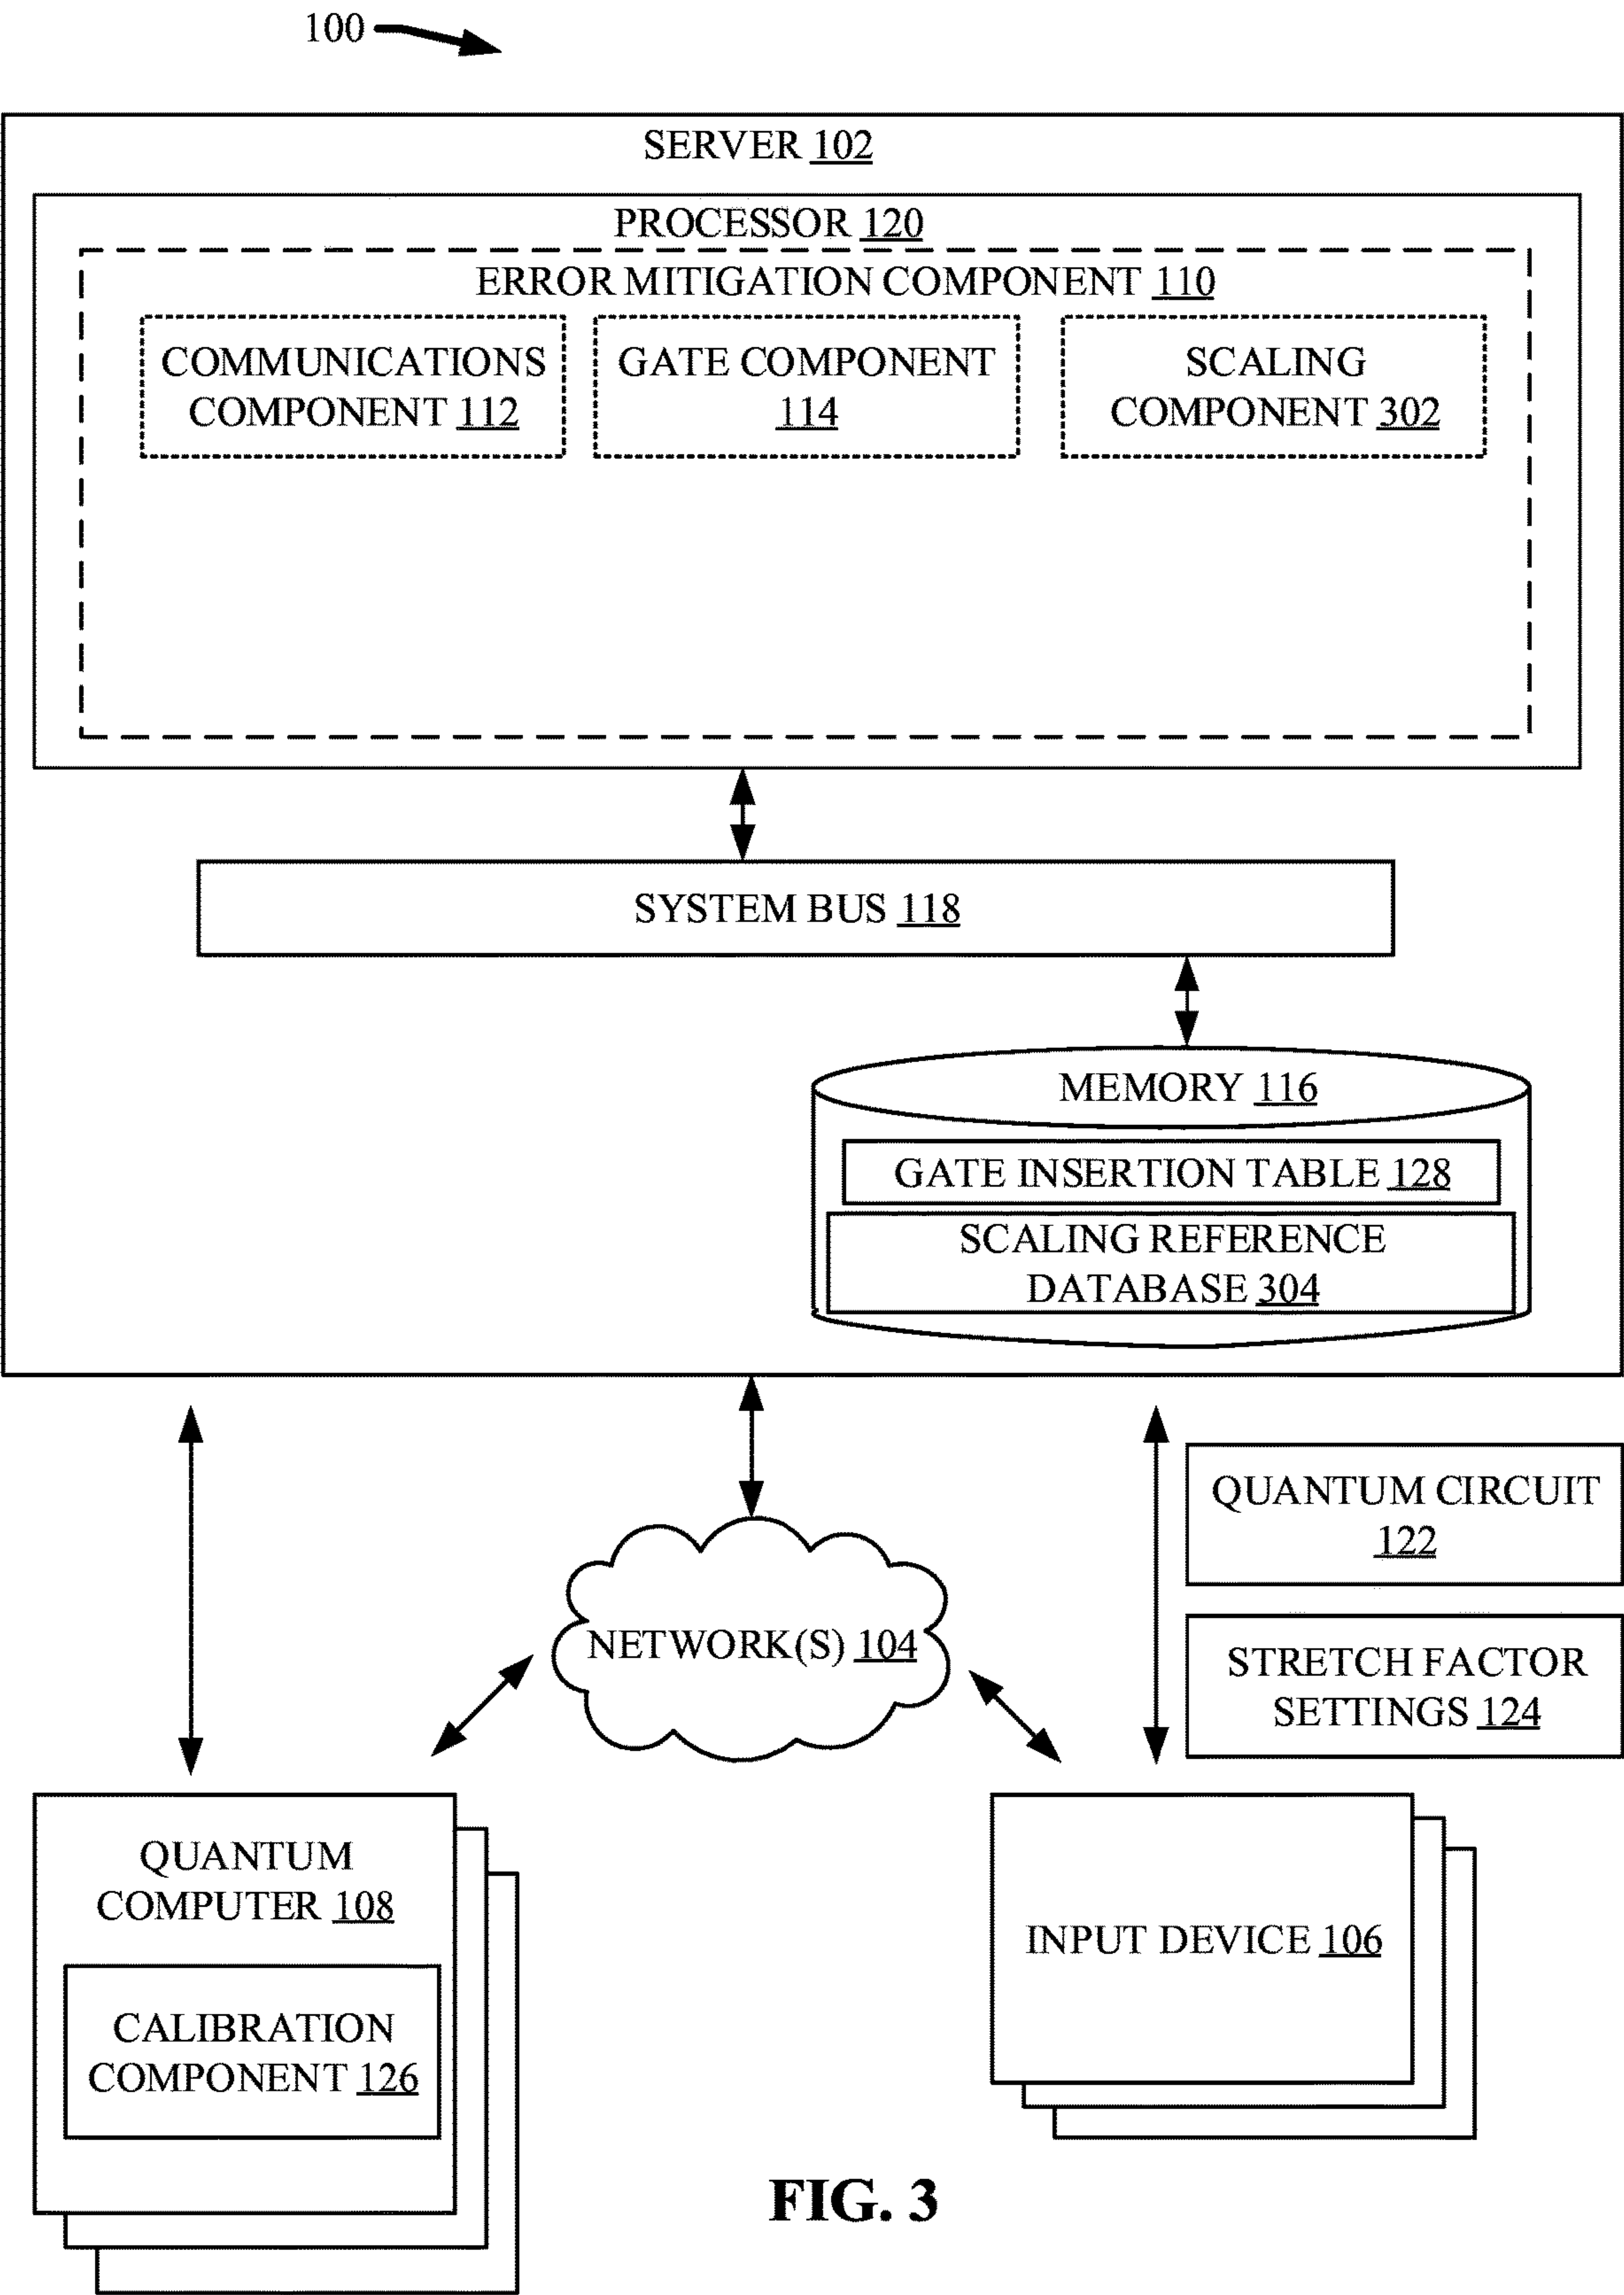 100
SERVER 102
PROCESSOR 120
ERROR MITIGATION COMPONENT 110
COMMUNICATIONS
COMPONENT 112
GATE COMPONENT
114
SCALING
COMPONENT 302
SYSTEM BUS 118
MEMORY 116
GATE INSERTION TABLE 128
SCALING REFERENCE
DATABASE 304
QUANTUM CIRCUIT
122
NETWORK(S) 104
STRETCH FACTOR
SETTINGS 124
QUANTUM
COMPUTER 108
CALIBRATION
COMPONENT 126
INPUT DEVICE 106
FIG. 3